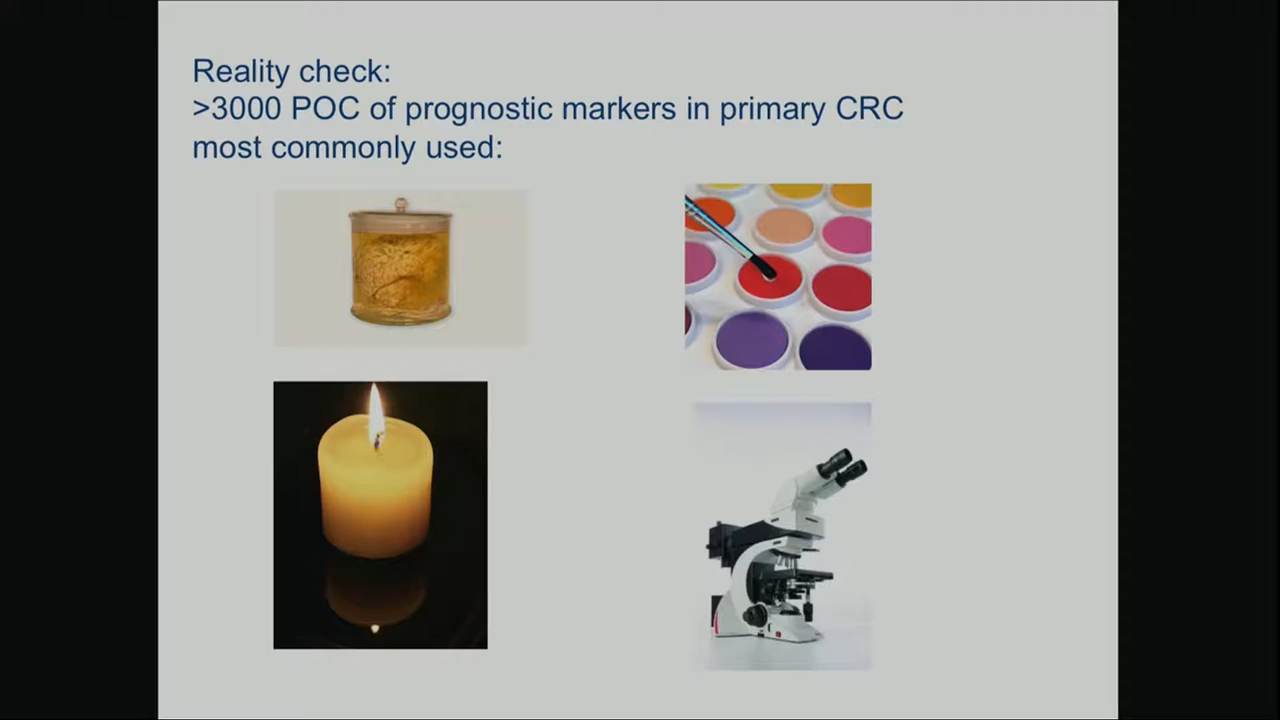 Reality check:
>3000 POC of prognostic markers in primary CRC
most commonly used: